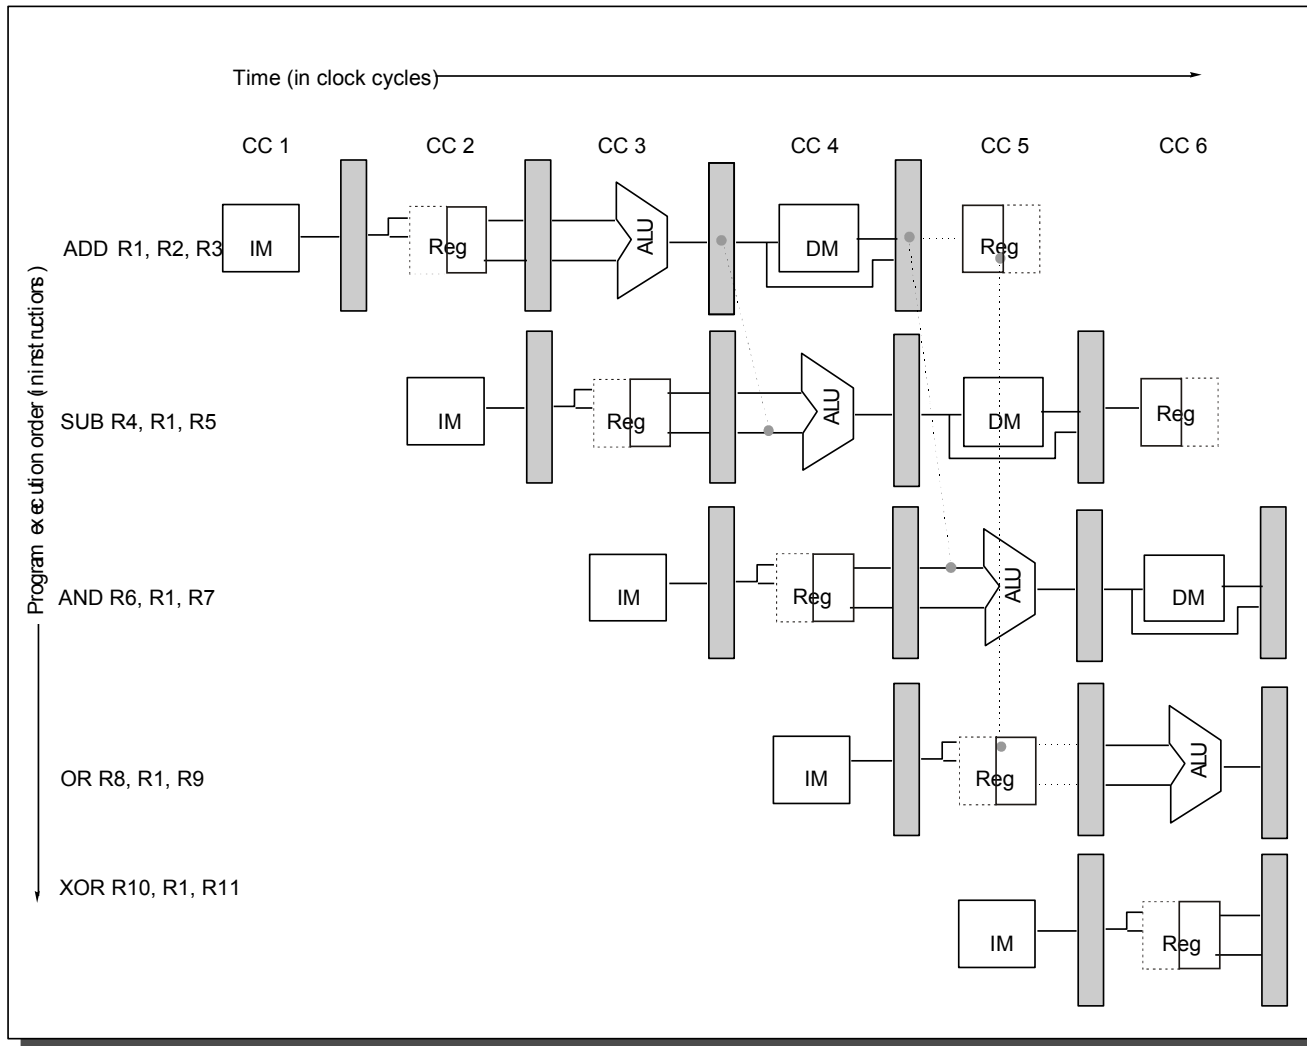 Time (in clock cycles)
CC 1 CC 2 CC 3 CC 4 CC 5 CC 6
ADD R1, R2, R3 IM Reg ALU DM Reg
SUB R4, R1, R5 IM Reg ALU DM Reg
AND R6, R1, R7 IM Reg ALU DM
OR R8, R1, R9 IM Reg ALU
XOR R10, R1, R11 IM Reg
Program execution order (in instructions)